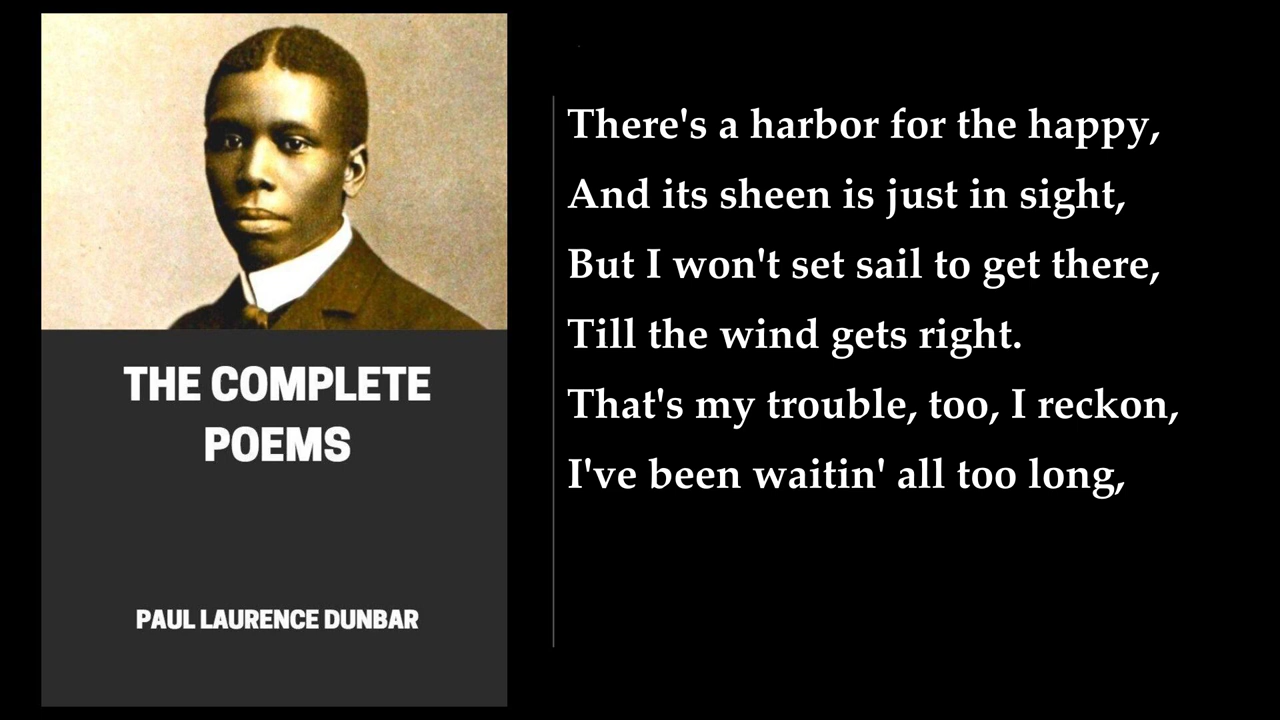 THE COMPLETE
POEMS
PAUL LAURENCE DUNBAR
There's a harbor for the happy,
And its sheen is just in sight,
But I won't set sail to get there,
Till the wind gets right.
That's my trouble, too, I reckon,
I've been waitin' all too long,